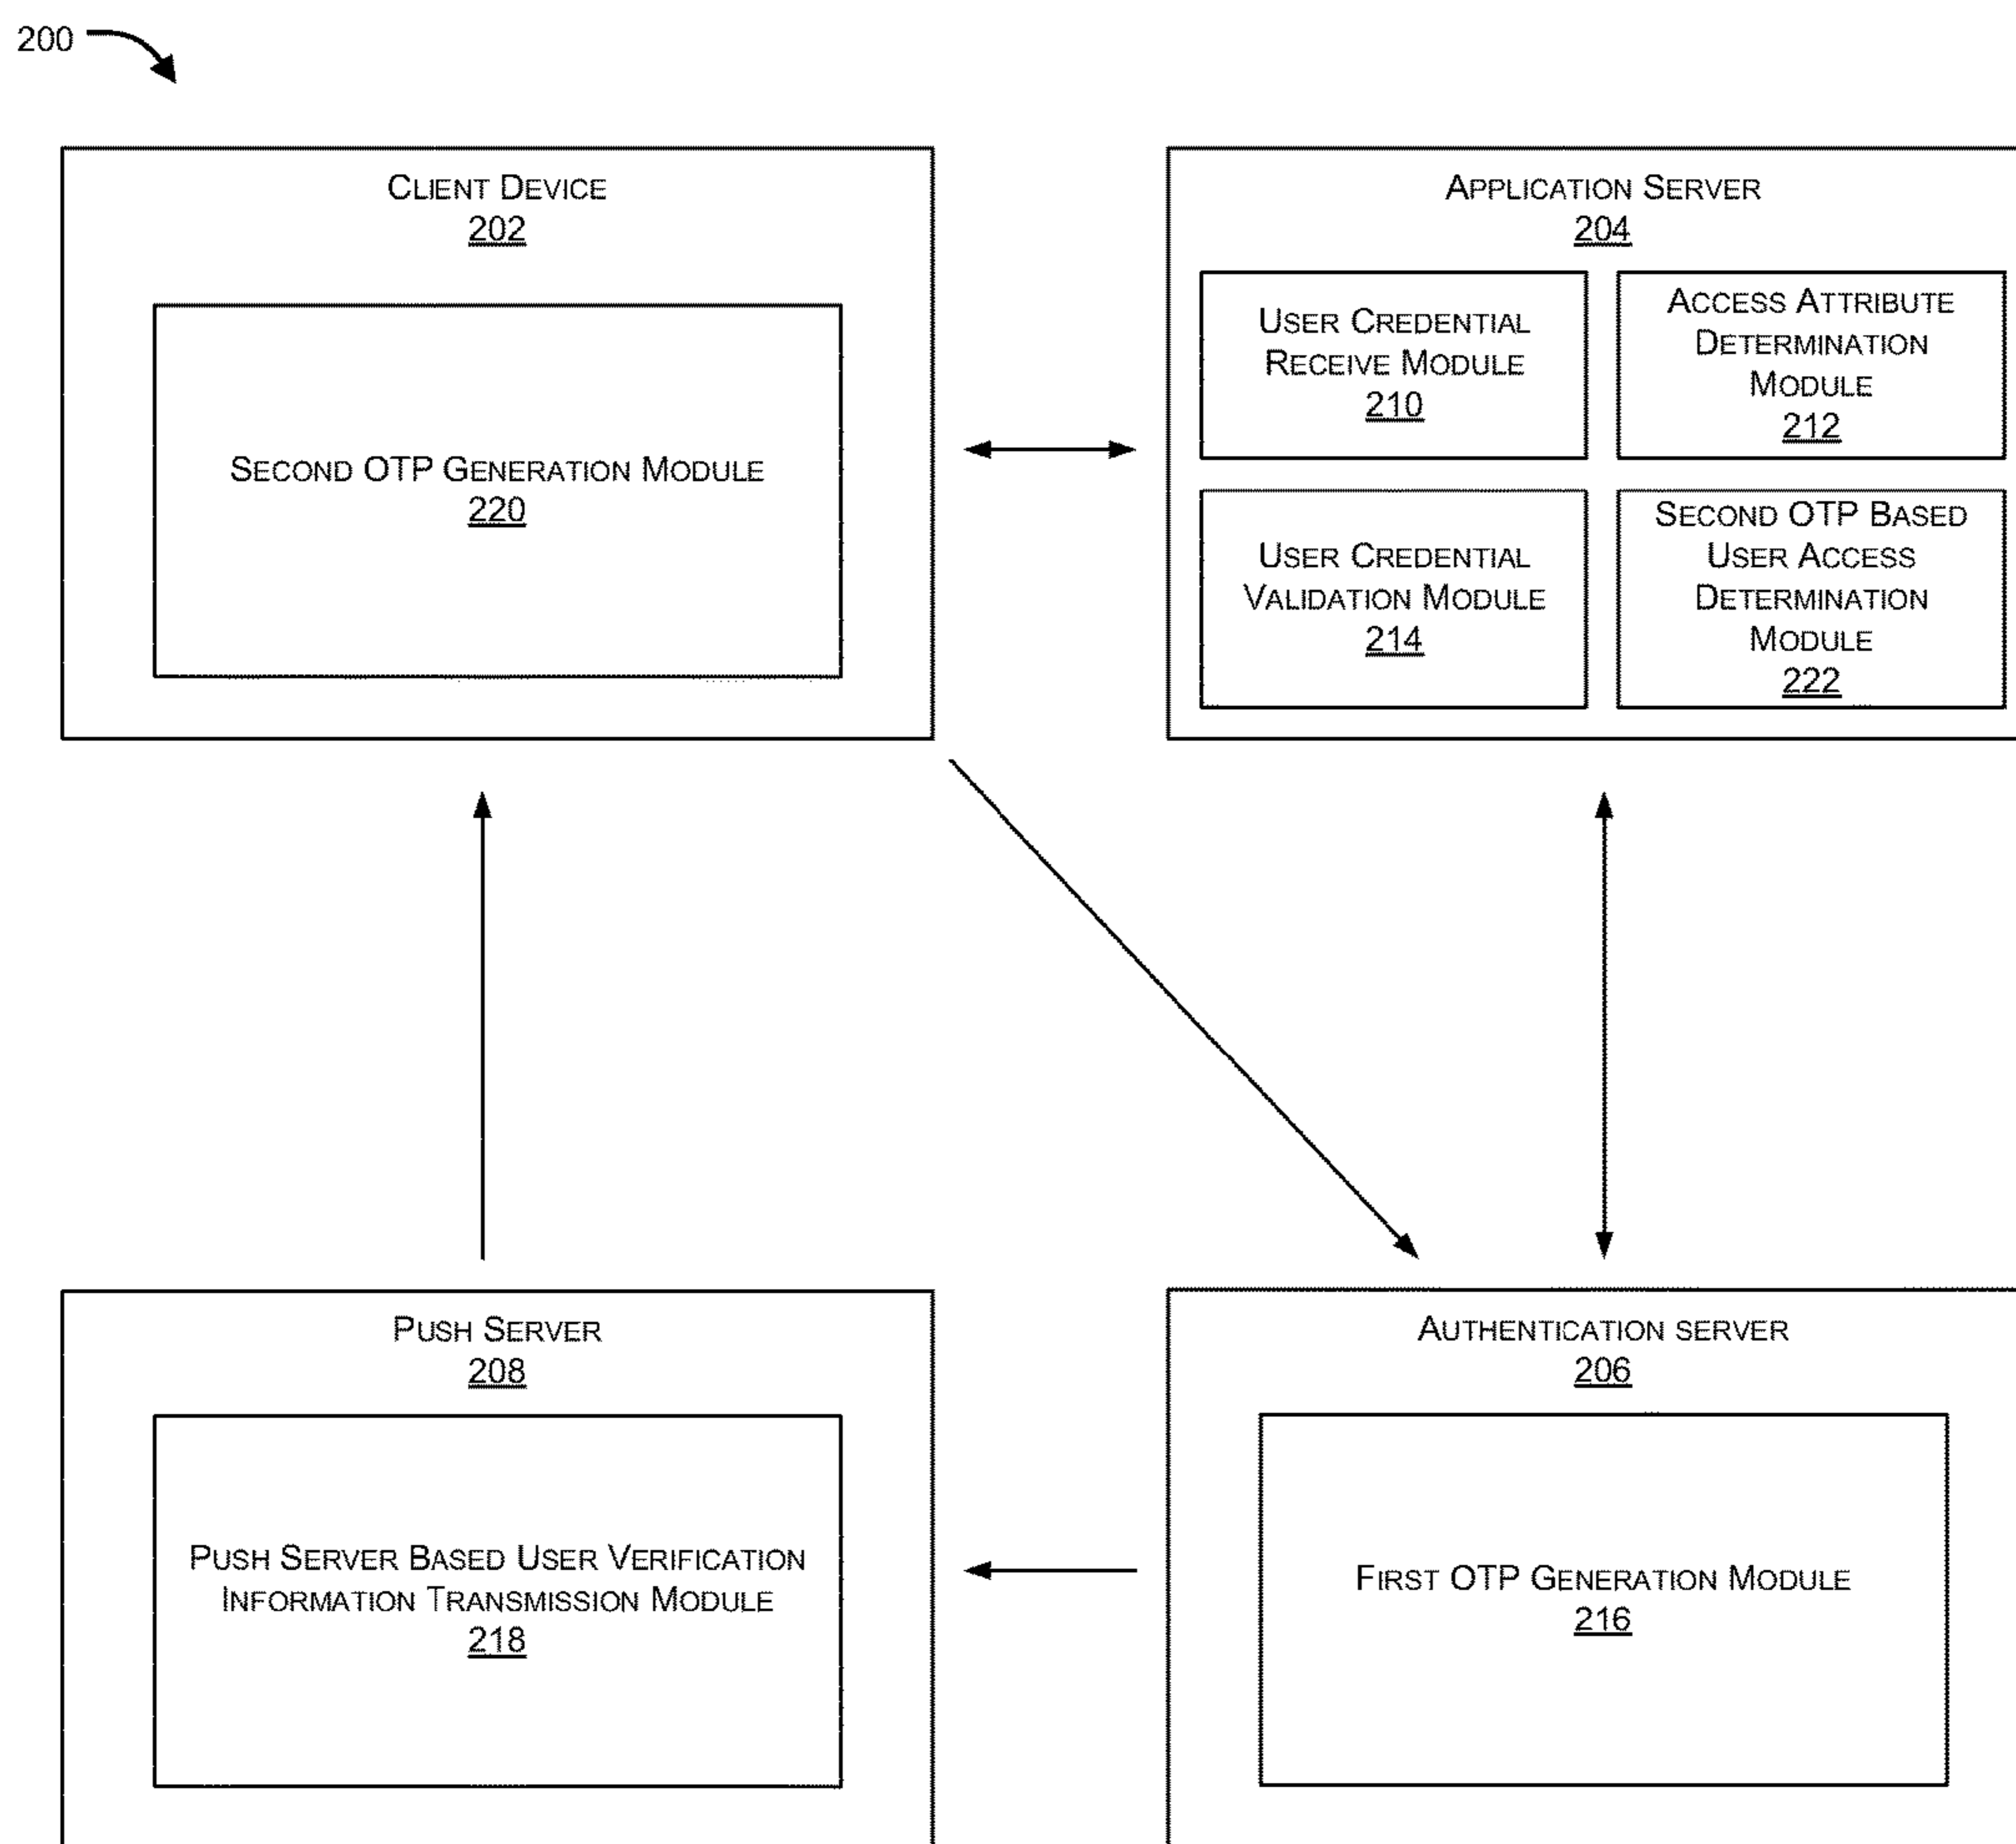 200
CLIENT DEVICE
202
SECOND OTP GENERATION MODULE
220
APPLICATION SERVER
204
USER CREDENTIAL
RECEIVE MODULE
210
ACCESS ATTRIBUTE
DETERMINATION
MODULE
212
USER CREDENTIAL
VALIDATION MODULE
214
SECOND OTP BASED
USER ACCESS
DETERMINATION
MODULE
222
PUSH SERVER
208
PUSH SERVER BASED USER VERIFICATION
INFORMATION TRANSMISSION MODULE
218
AUTHENTICATION SERVER
206
FIRST OTP GENERATION MODULE
216